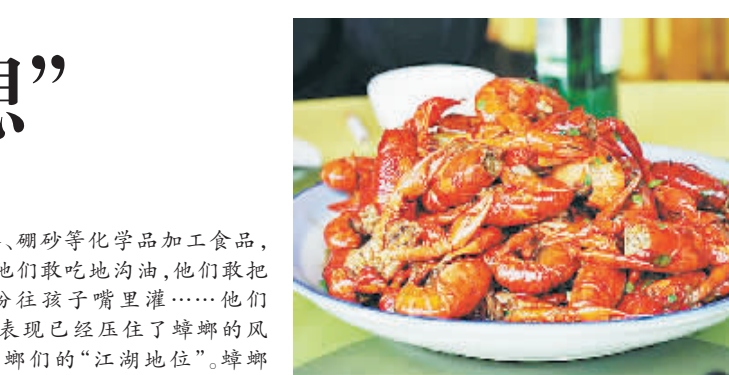 想”
、硼砂等化学品加工食品，
他们敢吃地沟油，他们敢把
粉往孩子嘴里灌……他们
表现已经压住了蟑螂的风
螂们的“江湖地位”。蟑螂